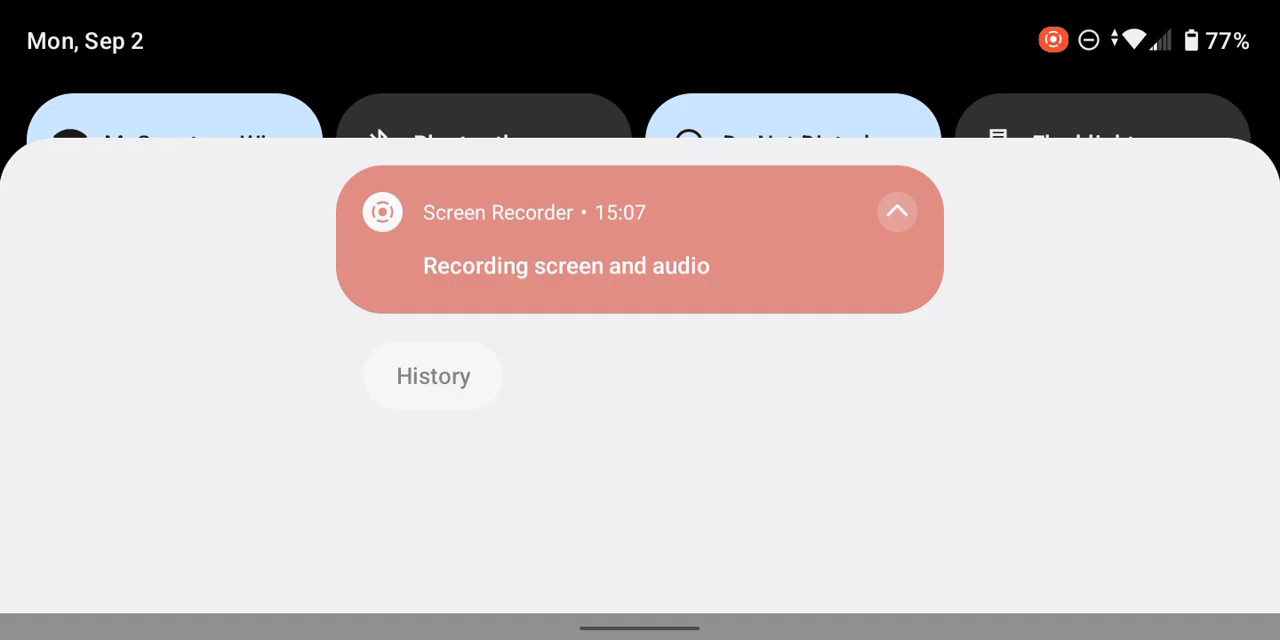 Mon, Sep 2
77%
Screen Recorder • 15:07
Recording screen and audio
History